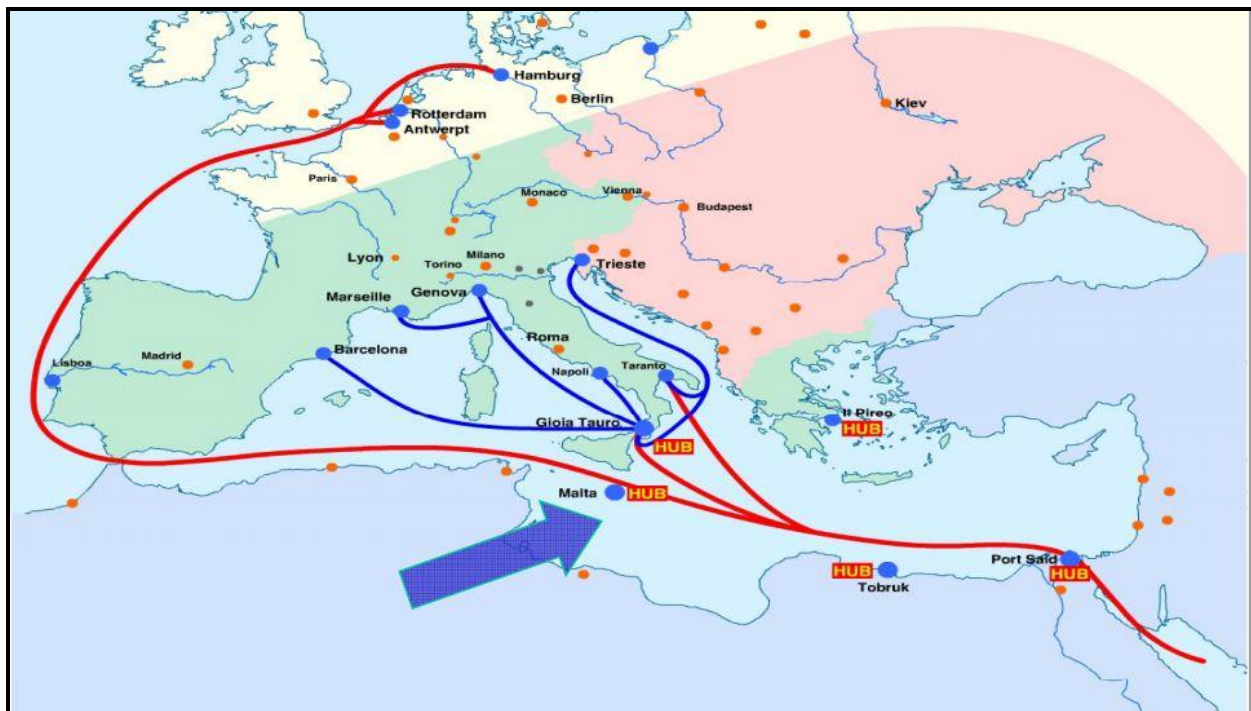 Hamburg
Berlin
Kiev
Rotterdam
Antwerpt
Paris
Monaco
Vienna
Budapest
Lyon
Milano
Torino
Trieste
Marseille
Genova
Roma
Barcelona
Madrid
Lisboa
Napoli
Taranto
Gioia Tauro
HUB
Il Pireo
HUB
Malta
HUB
HUB
Tobruk
Port Said
HUB